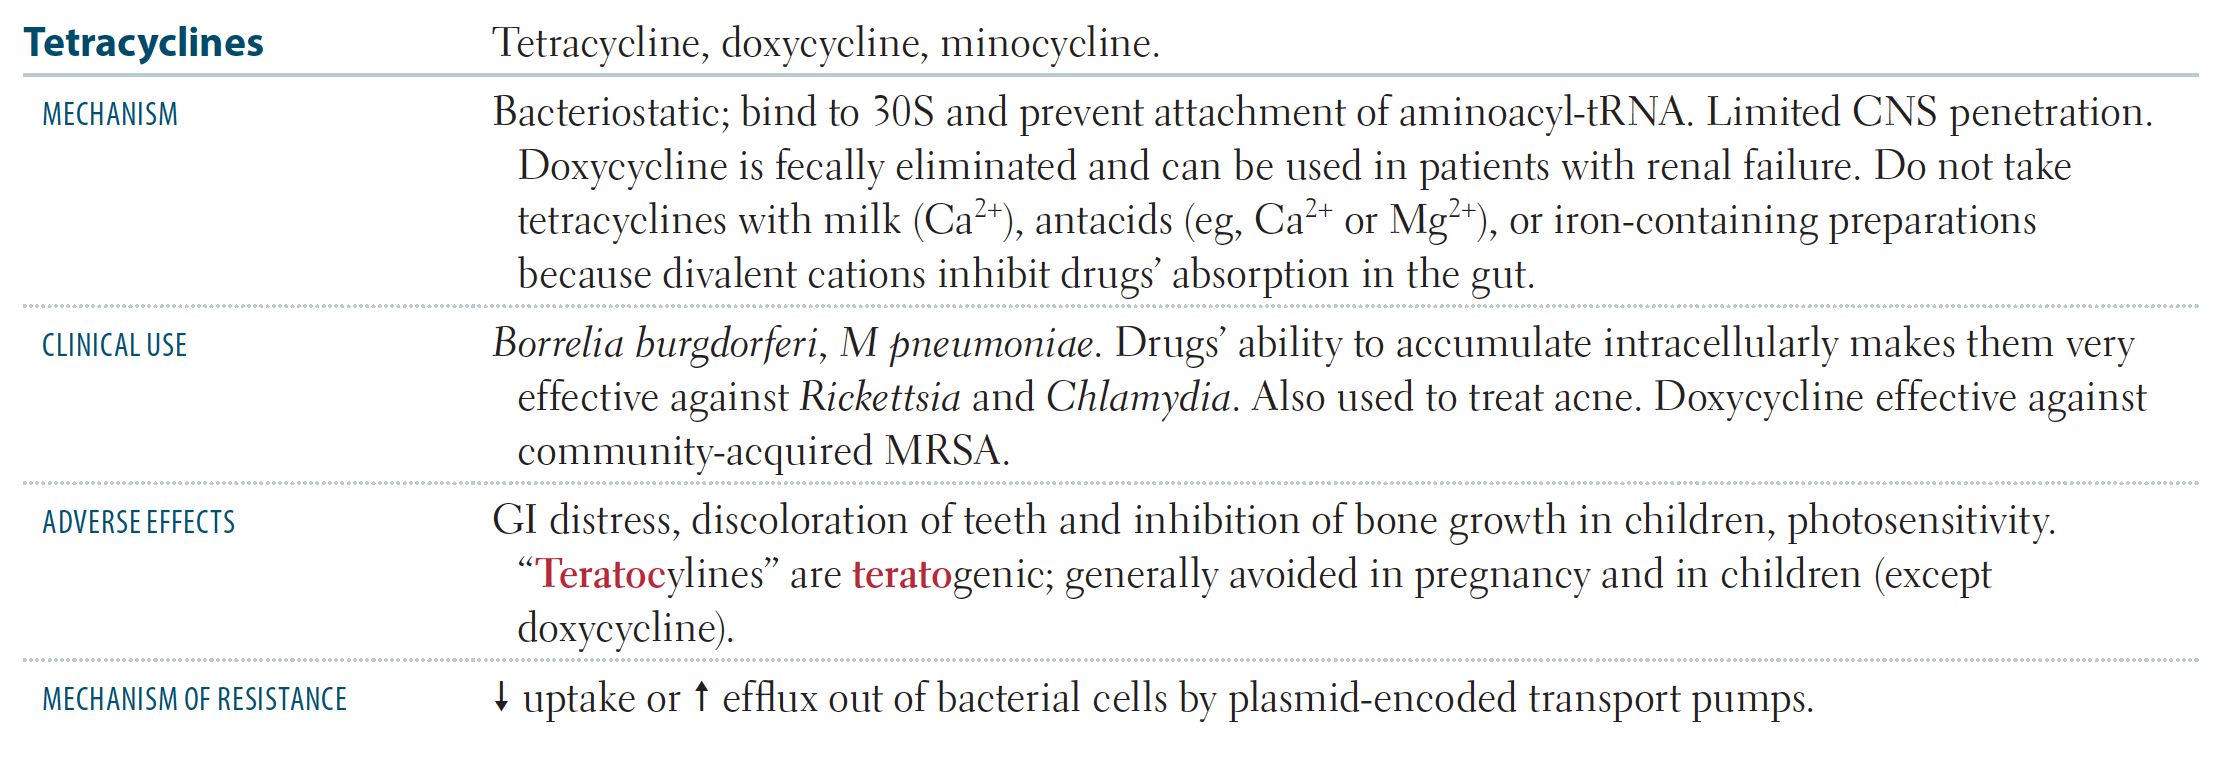 Tetracyclines Tetracycline, doxycycline, minocycline.
MECHANISM Bacteriostatic; bind to 30S and prevent attachment of aminoacyl-tRNA. Limited CNS penetration.
Doxycycline is fecally eliminated and can be used in patients with renal failure. Do not take
tetracyclines with milk (Ca²⁺), antacids (eg, Ca²⁺ or Mg²⁺), or iron-containing preparations
because divalent cations inhibit drugs’ absorption in the gut.
CLINICAL USE Borrelia burgdorferi, M pneumoniae. Drugs’ ability to accumulate intracellularly makes them very
effective against Rickettsia and Chlamydia. Also used to treat acne. Doxycycline effective against
community-acquired MRSA.
ADVERSE EFFECTS GI distress, discoloration of teeth and inhibition of bone growth in children, photosensitivity.
“Teratocylines” are teratogenic; generally avoided in pregnancy and in children (except
doxycycline).
MECHANISM OF RESISTANCE ↓ uptake or ↑ efflux out of bacterial cells by plasmid-encoded transport pumps.